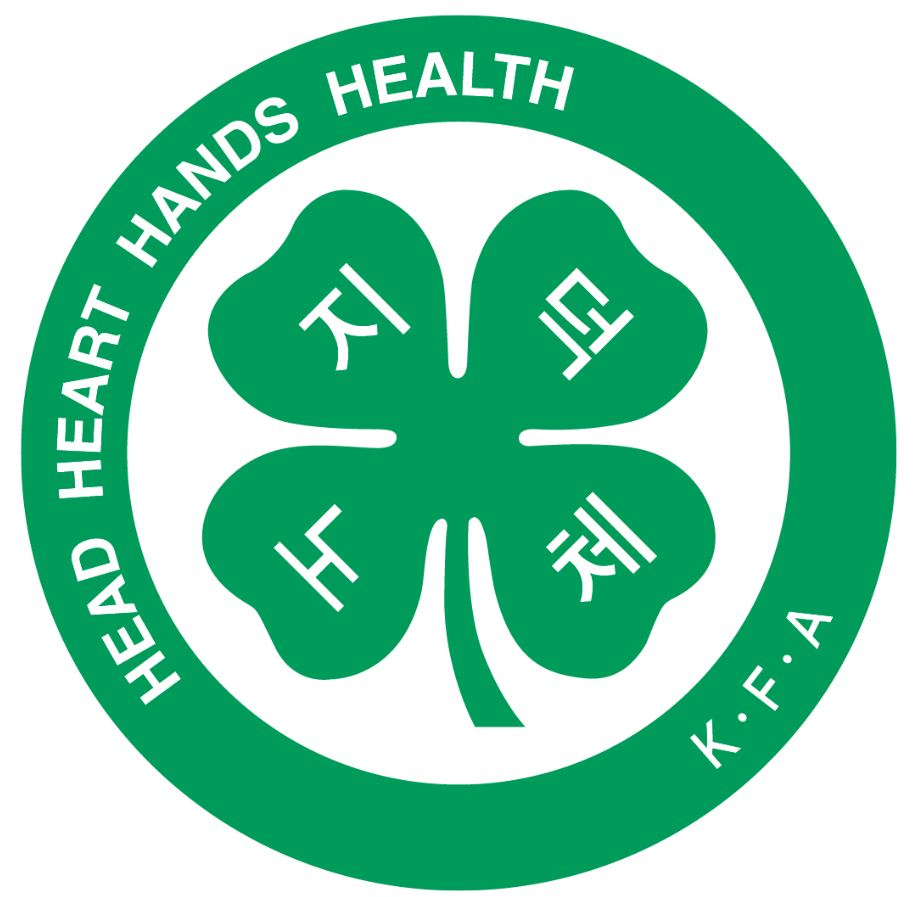 HEAD HEART HANDS HEALTH
지 덕
노 체
K·F·A